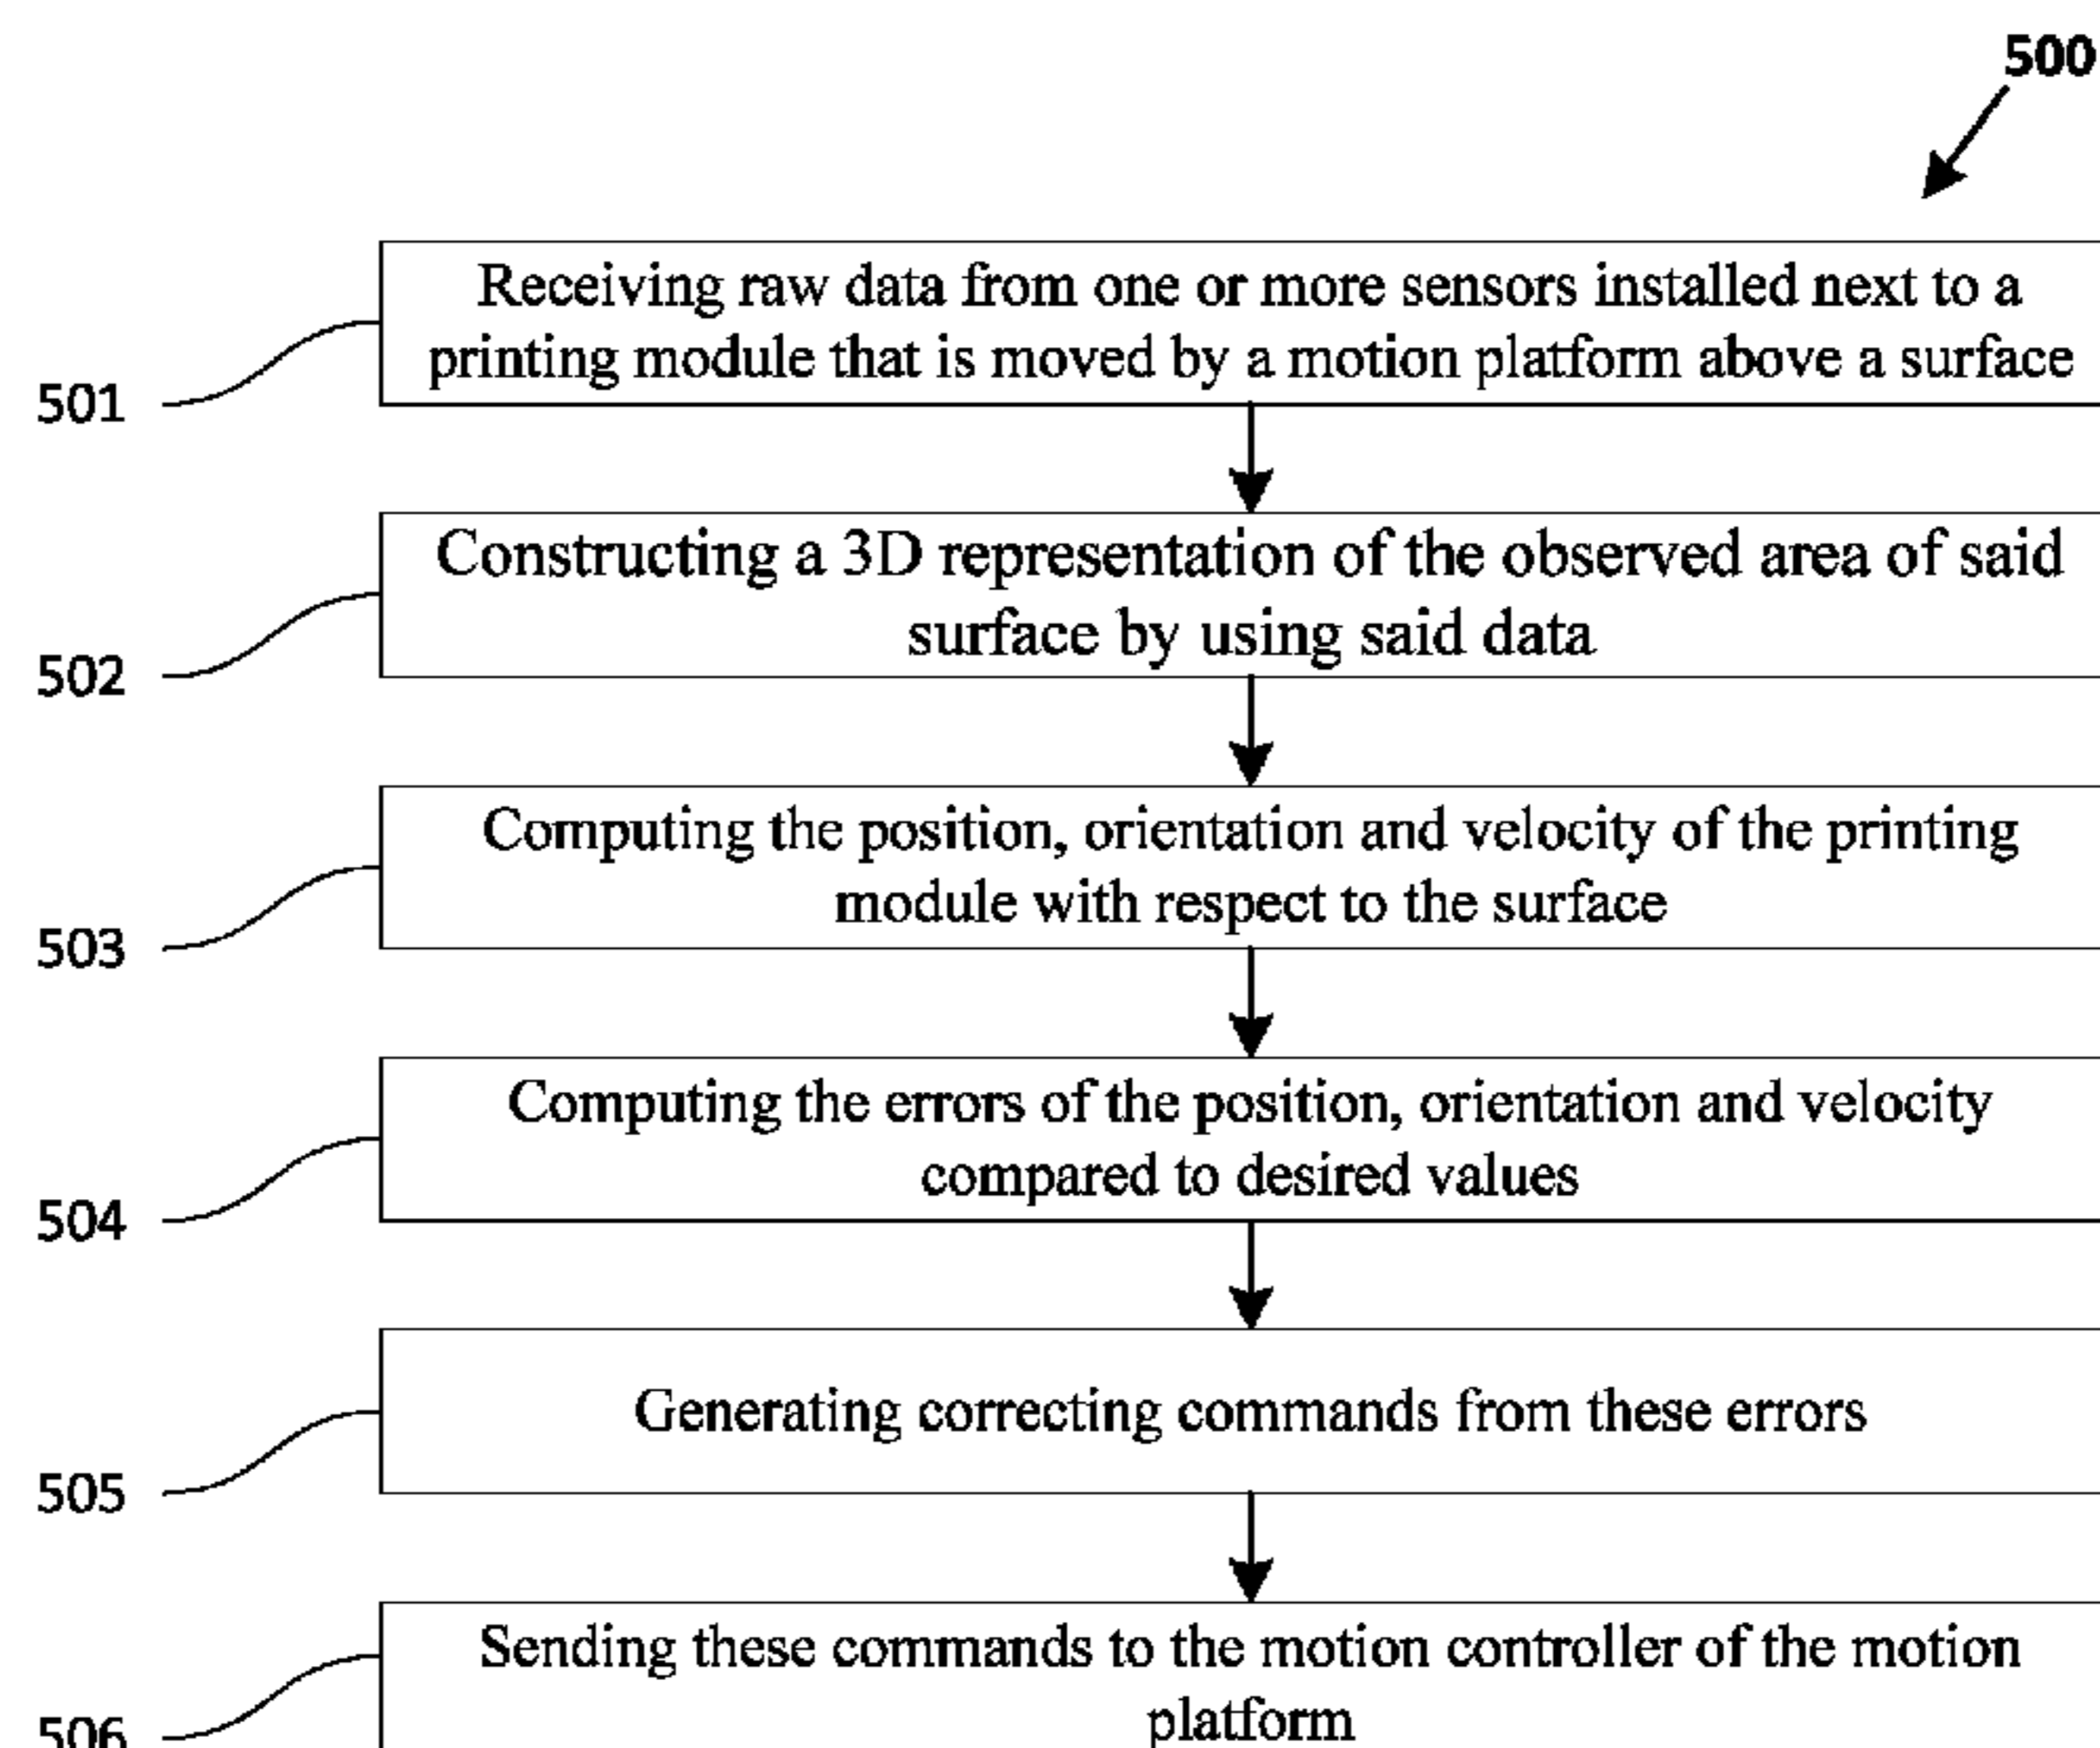 500
Receiving raw data from one or more sensors installed next to a
printing module that is moved by a motion platform above a surface
501
Constructing a 3D representation of the observed area of said
surface by using said data
502
Computing the position, orientation and velocity of the printing
module with respect to the surface
503
Computing the errors of the position, orientation and velocity
compared to desired values
504
Generating correcting commands from these errors
505
Sending these commands to the motion controller of the motion
platform
506